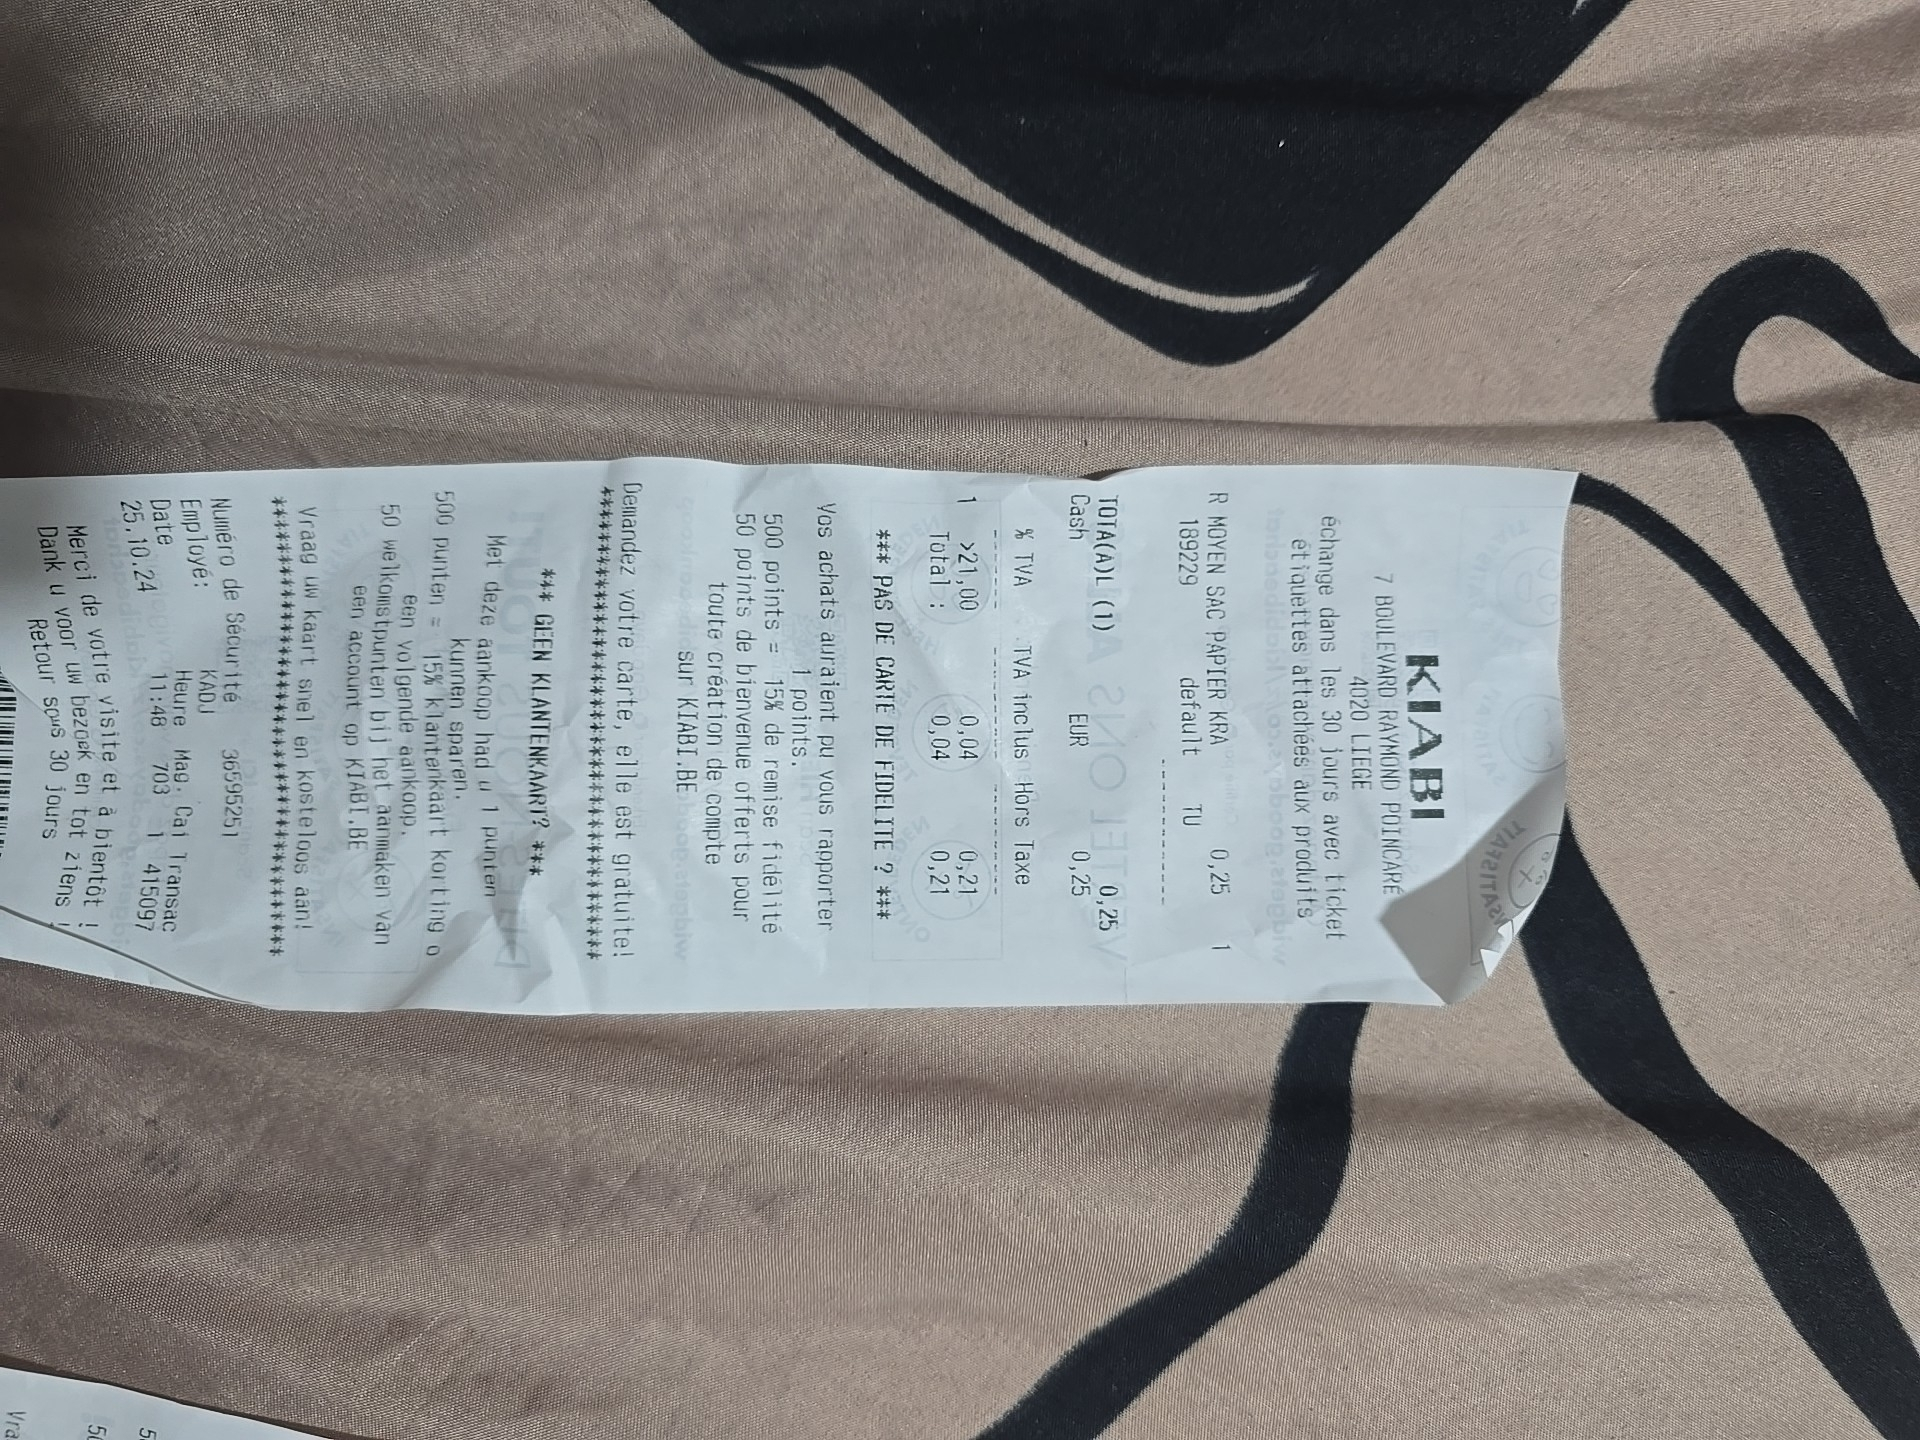 KIABI
7 BOULEVARD RAYMOND POINCARÉ
4020 LIEGE
échange dans les 30 jours avec ticket
étiquettes attachées aux produits
R MOYEN SAC PAPIER KRA 0,25 1
189229 default TU
TOTA(A)L (1) 0,25
Cash EUR 0,25
% TVA TVA inclus Hors Taxe
1 >21,00 0,04 0,21
Total : 0,04 0,21
*** PAS DE CARTE DE FIDELITE ? ***
Vos achats auraient pu vous rapporter
1 points.
500 points = 15% de remise fidélité
50 points de bienvenue offerts pour
toute création de compte
sur KIABI.BE
Demandez votre carte, elle est gratuite!
****************************************
*** GEEN KLANTENKAART? ***
Met deze aankoop had u 1 punten
kunnen sparen.
500 punten = 15% klantenkaart korting o
een volgende aankoop.
50 welkomstpunten bij het aanmaken van
een account op KIABI.BE
Vraag uw kaart snel en kosteloos aan!
****************************************
Numéro de Sécurité 36595251
Employé: KADJ
Date Heure Mag. Cai Transac
25.10.24 11:48 703 1 415097
Merci de votre visite et à bientôt !
Dank u voor uw bezoek en tot ziens !
Retour sous 30 jours